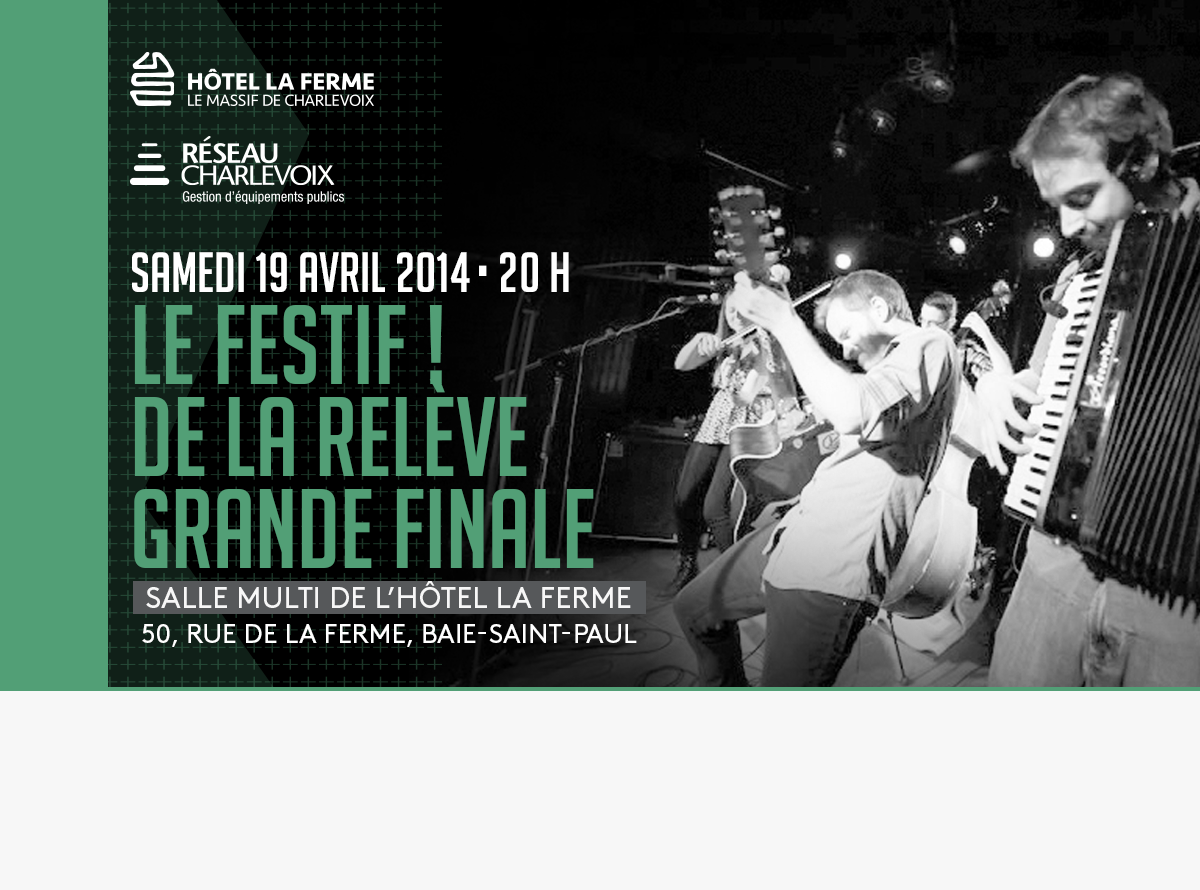 HÔTEL LA FERME
LE MASSIF DE CHARLEVOIX
RÉSEAU
CHARLEVOIX
Gestion d'équipements publics
SAMEDI 19 AVRIL 2014 · 20 H
LE FESTIF !
DE LA RELÈVE
GRANDE FINALE
SALLE MULTI DE L'HÔTEL LA FERME
50, RUE DE LA FERME, BAIE-SAINT-PAUL